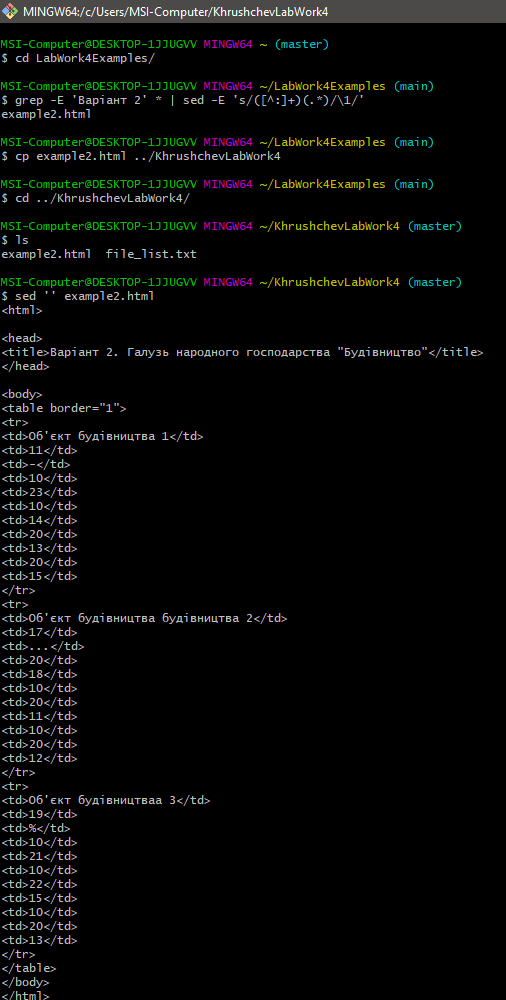 MINGW64:/c/Users/MSI-Computer/KhrushchevLabWork4
MSI-Computer@DESKTOP-1JJUGVV MINGW64 ~ (master)
$ cd LabWork4Examples/
MSI-Computer@DESKTOP-1JJUGVV MINGW64 ~/LabWork4Examples (main)
$ grep -E 'Варіант 2' * | sed -E 's/([^:]+)(.*)/\1/'
example2.html
MSI-Computer@DESKTOP-1JJUGVV MINGW64 ~/LabWork4Examples (main)
$ cp example2.html ../KhrushchevLabWork4
MSI-Computer@DESKTOP-1JJUGVV MINGW64 ~/LabWork4Examples (main)
$ cd ../KhrushchevLabWork4/
MSI-Computer@DESKTOP-1JJUGVV MINGW64 ~/KhrushchevLabWork4 (master)
$ ls
example2.html  file_list.txt
MSI-Computer@DESKTOP-1JJUGVV MINGW64 ~/KhrushchevLabWork4 (master)
$ sed '' example2.html
<html>
<head>
<title>Варіант 2. Галузь народного господарства "Будівництво"</title>
</head>
<body>
<table border="1">
<tr>
<td>Об'єкт будівництва 1</td>
<td>11</td>
<td>-</td>
<td>10</td>
<td>23</td>
<td>10</td>
<td>14</td>
<td>20</td>
<td>13</td>
<td>20</td>
<td>15</td>
</tr>
<tr>
<td>Об'єкт будівництва будівництва 2</td>
<td>17</td>
<td>...</td>
<td>20</td>
<td>18</td>
<td>10</td>
<td>20</td>
<td>11</td>
<td>10</td>
<td>20</td>
<td>12</td>
</tr>
<tr>
<td>Об'єкт будівництваа 3</td>
<td>19</td>
<td>%</td>
<td>10</td>
<td>21</td>
<td>10</td>
<td>22</td>
<td>15</td>
<td>10</td>
<td>20</td>
<td>13</td>
</tr>
</table>
</body>
</html>